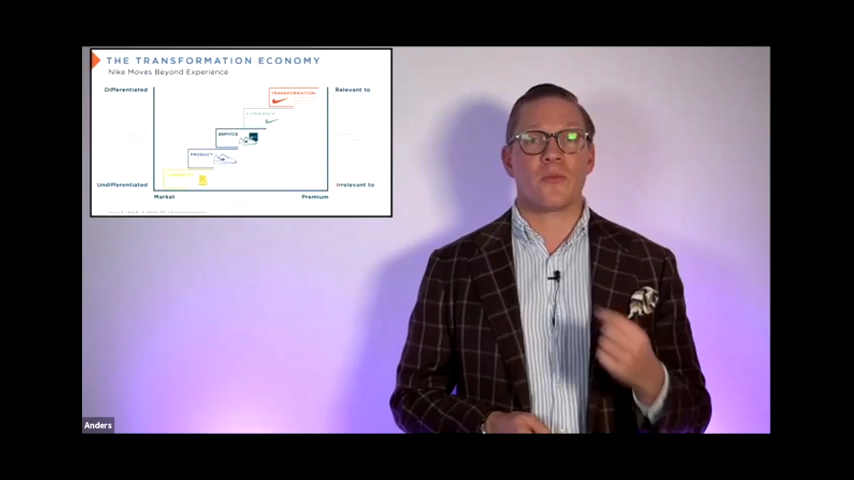 THE TRANSFORMATION ECONOMY
Nike Moves Beyond Experience
Differentiated
Relevant to
TRANSFORMATION
SERVICE
PRODUCT
Undifferentiated
Irrelevant to
Market
Premium
Anders